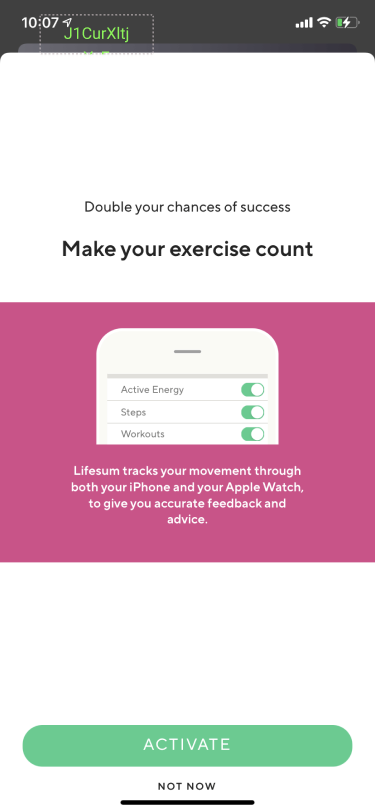 10:07
J1CurXltj
Double your chances of success
Make your exercise count
Active Energy
Steps
Workouts
Lifesum tracks your movement through
both your iPhone and your Apple Watch,
to give you accurate feedback and
advice.
ACTIVATE
NOT NOW